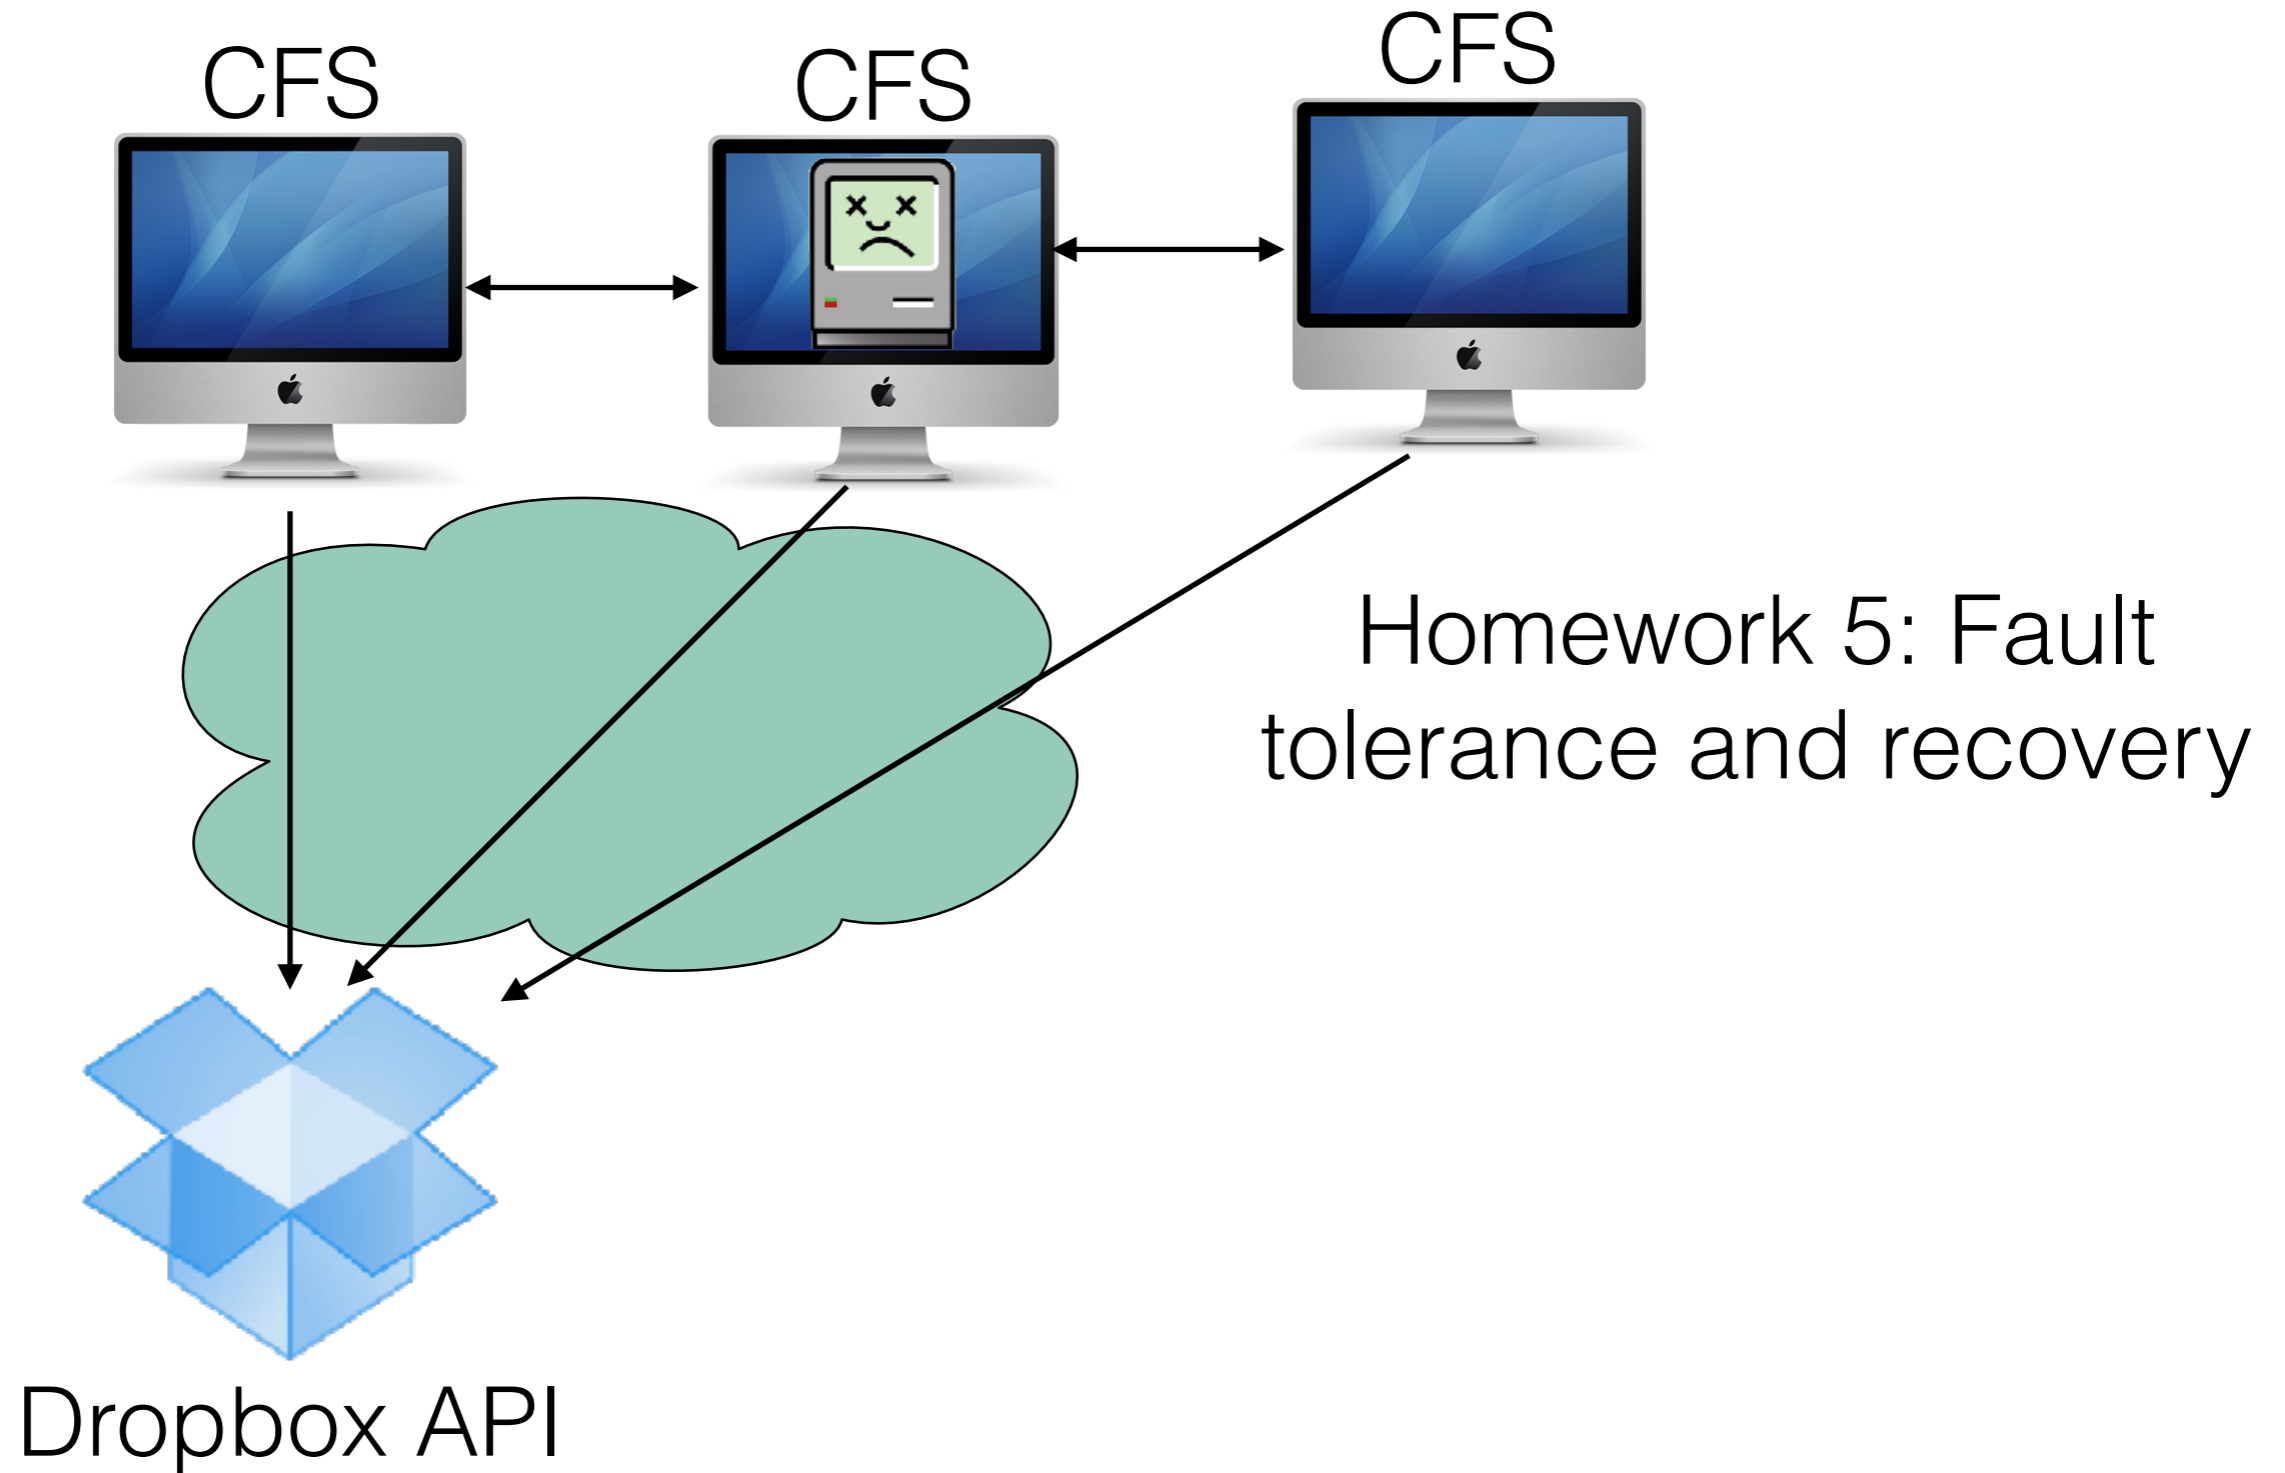 CFS
CFS
CFS
Homework 5: Fault
tolerance and recovery
Dropbox API